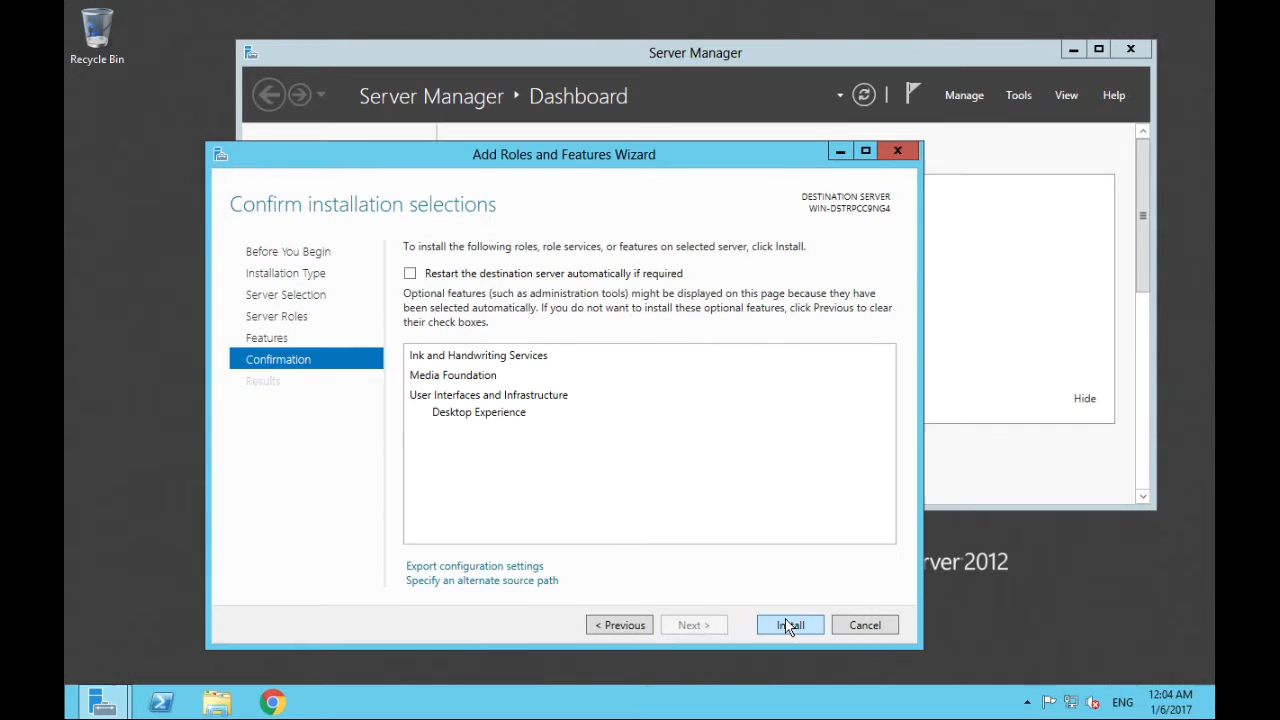 Recycle Bin
Server Manager
Server Manager ‣ Dashboard
Manage
Tools
View
Help
Add Roles and Features Wizard
Confirm installation selections
DESTINATION SERVER
WIN-D5TRPCC9NG4
Before You Begin
Installation Type
Server Selection
Server Roles
Features
Confirmation
Results
To install the following roles, role services, or features on selected server, click Install.
Restart the destination server automatically if required
Optional features (such as administration tools) might be displayed on this page because they have
been selected automatically. If you do not want to install these optional features, click Previous to clear
their check boxes.
Ink and Handwriting Services
Media Foundation
User Interfaces and Infrastructure
Desktop Experience
Export configuration settings
Specify an alternate source path
< Previous
Next >
Install
Cancel
Hide
rver 2012
ENG
12:04 AM
1/6/2017